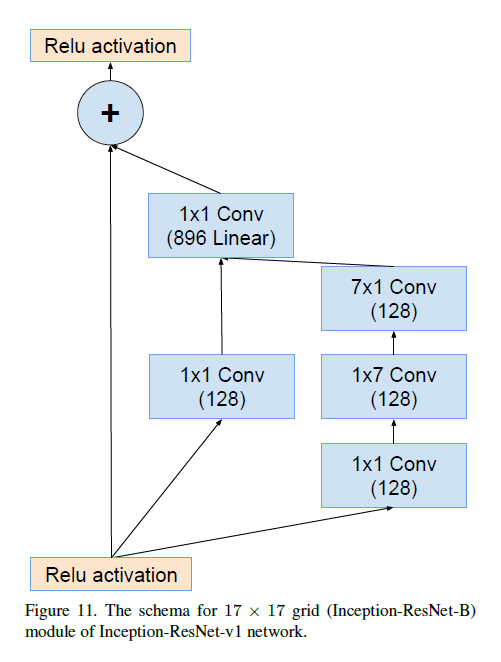 Relu activation
+
1x1 Conv
(896 Linear)
7x1 Conv
(128)
1x1 Conv
(128)
1x7 Conv
(128)
1x1 Conv
(128)
Relu activation
Figure 11. The schema for 17 × 17 grid (Inception-ResNet-B)
module of Inception-ResNet-v1 network.